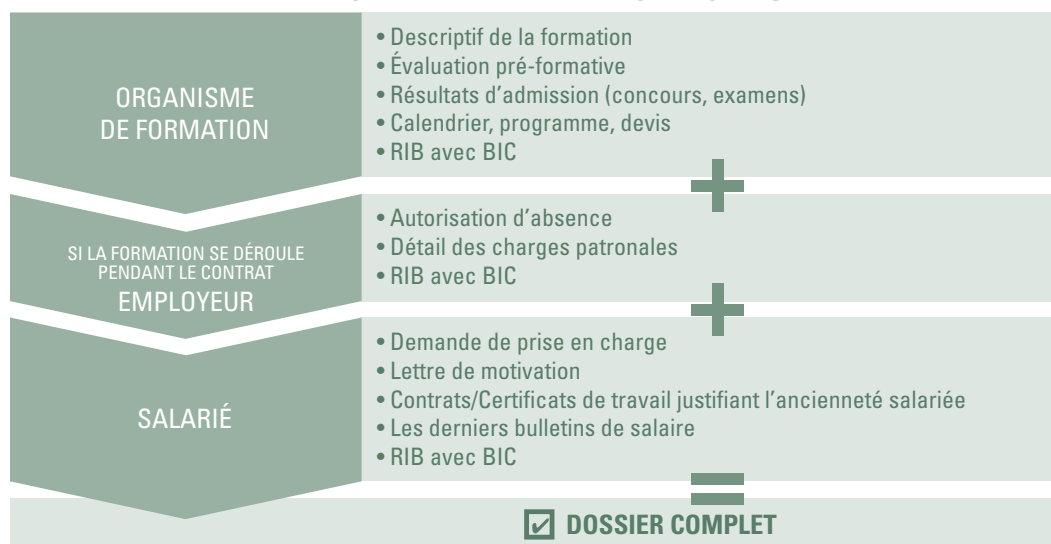 ORGANISME
DE FORMATION
• Descriptif de la formation
• Évaluation pré-formative
• Résultats d'admission (concours, examens)
• Calendrier, programme, devis
• RIB avec BIC
+
SI LA FORMATION SE DÉROULE
PENDANT LE CONTRAT
EMPLOYEUR
• Autorisation d'absence
• Détail des charges patronales
• RIB avec BIC
+
SALARIÉ
• Demande de prise en charge
• Lettre de motivation
• Contrats/Certificats de travail justifiant l'ancienneté salariée
• Les derniers bulletins de salaire
• RIB avec BIC
=
☑ DOSSIER COMPLET